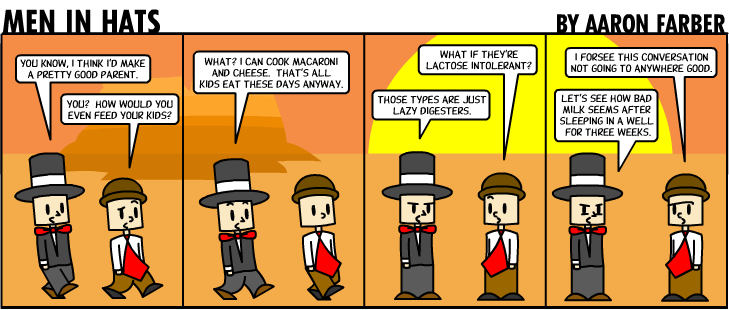 MEN IN HATS
BY AARON FARBER
YOU KNOW, I THINK I'D MAKE
A PRETTY GOOD PARENT.
YOU? HOW WOULD YOU
EVEN FEED YOUR KIDS?
WHAT? I CAN COOK MACARONI
AND CHEESE. THAT'S ALL
KIDS EAT THESE DAYS ANYWAY.
WHAT IF THEY'RE
LACTOSE INTOLERANT?
THOSE TYPES ARE JUST
LAZY DIGESTERS.
I FORSEE THIS CONVERSATION
NOT GOING TO ANYWHERE GOOD.
LET'S SEE HOW BAD
MILK SEEMS AFTER
SLEEPING IN A WELL
FOR THREE WEEKS.